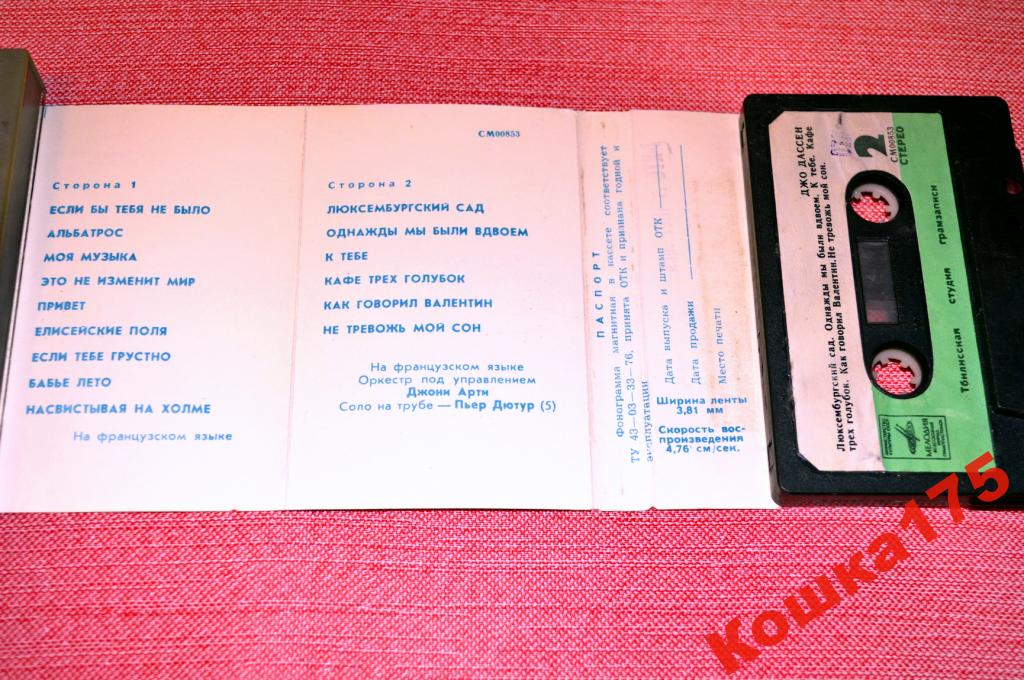 Сторона 1
ЕСЛИ БЫ ТЕБЯ НЕ БЫЛО
АЛЬБАТРОС
МОЯ МУЗЫКА
ЭТО НЕ ИЗМЕНИТ МИР
ПРИВЕТ
ЕЛИСЕЙСКИЕ ПОЛЯ
ЕСЛИ ТЕБЕ ГРУСТНО
БАБЬЕ ЛЕТО
НАСВИСТЫВАЯ НА ХОЛМЕ
На французском языке
СМ00853
Сторона 2
ЛЮКСЕМБУРГСКИЙ САД
ОДНАЖДЫ МЫ БЫЛИ ВДВОЕМ
К ТЕБЕ
КАФЕ ТРЕХ ГОЛУБОК
КАК ГОВОРИЛ ВАЛЕНТИН
НЕ ТРЕВОЖЬ МОЙ СОН
На французском языке
Оркестр под управлением
Джони Арти
Соло на трубе — Пьер Дютур (5)
ПАСПОРТ
Фонограмма магнитная в кассете соответствует
ТУ 43—03—33—76, принята ОТК и признана годной к
эксплуатации
Дата выпуска и штамп ОТК
Дата продажи
Место печати
Ширина ленты
3,81 мм
Скорость вос-
произведения
4,76 см/сек.
ДЖО ДАССЕН
Люксембургский сад. Однажды мы были вдвоем. К тебе. Кафе
трех голубок. Как говорил Валентин. Не тревожь мой сон.
2
СМ00853
СТЕРЕО
Тбилисская студия грамзаписи
МЕЛОДИЯ
Кошка175